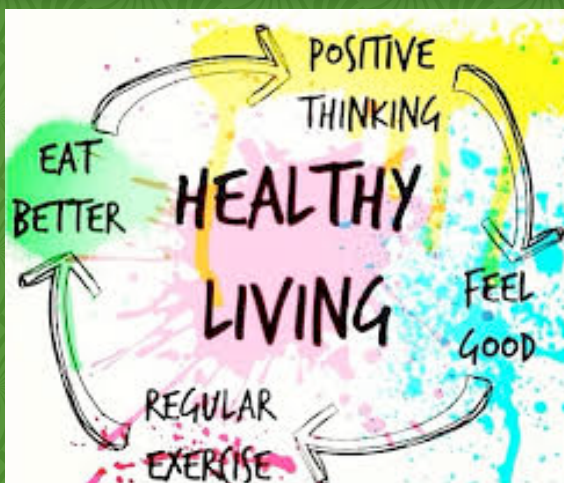 POSITIVE
THINKING
EAT
BETTER
HEALTHY
LIVING
FEEL
GOOD
REGULAR
EXERCISE